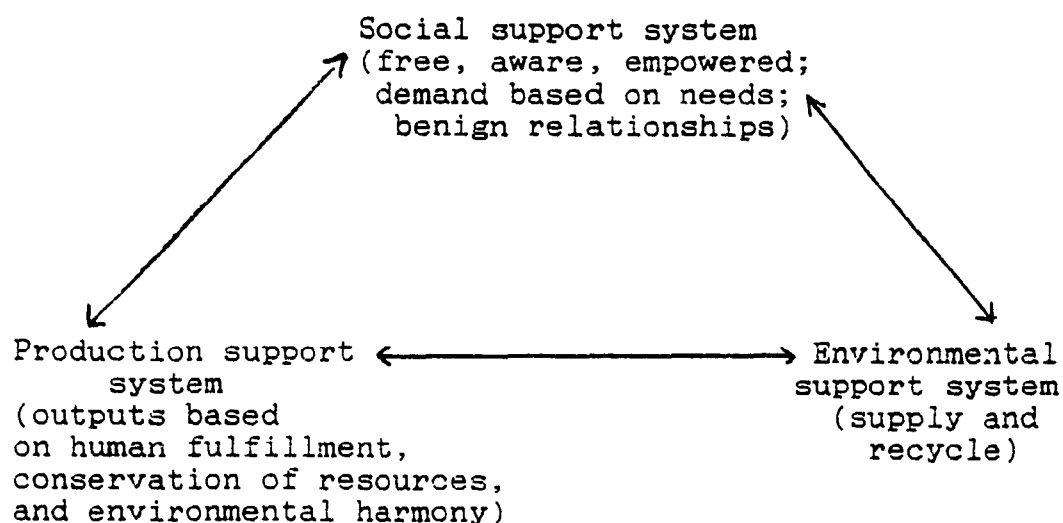 Social support system
(free, aware, empowered;
demand based on needs;
benign relationships)
Production support
system
(outputs based
on human fulfillment,
conservation of resources,
and environmental harmony)
Environmental
support system
(supply and
recycle)